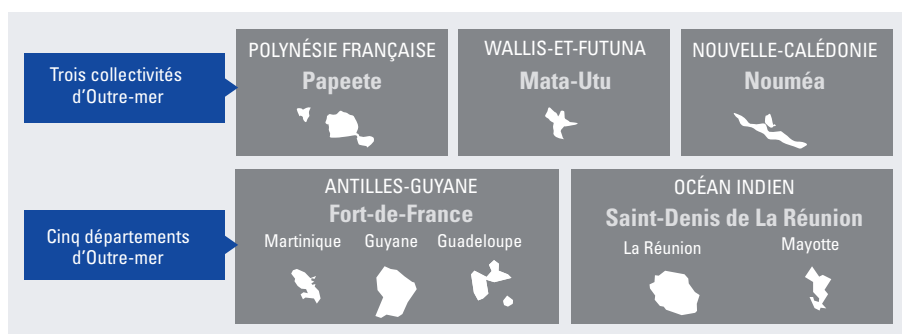 Trois collectivités
d'Outre-mer
POLYNÉSIE FRANÇAISE
Papeete
WALLIS-ET-FUTUNA
Mata-Utu
NOUVELLE-CALÉDONIE
Nouméa
Cinq départements
d'Outre-mer
ANTILLES-GUYANE
Fort-de-France
Martinique Guyane Guadeloupe
OCÉAN INDIEN
Saint-Denis de La Réunion
La Réunion Mayotte